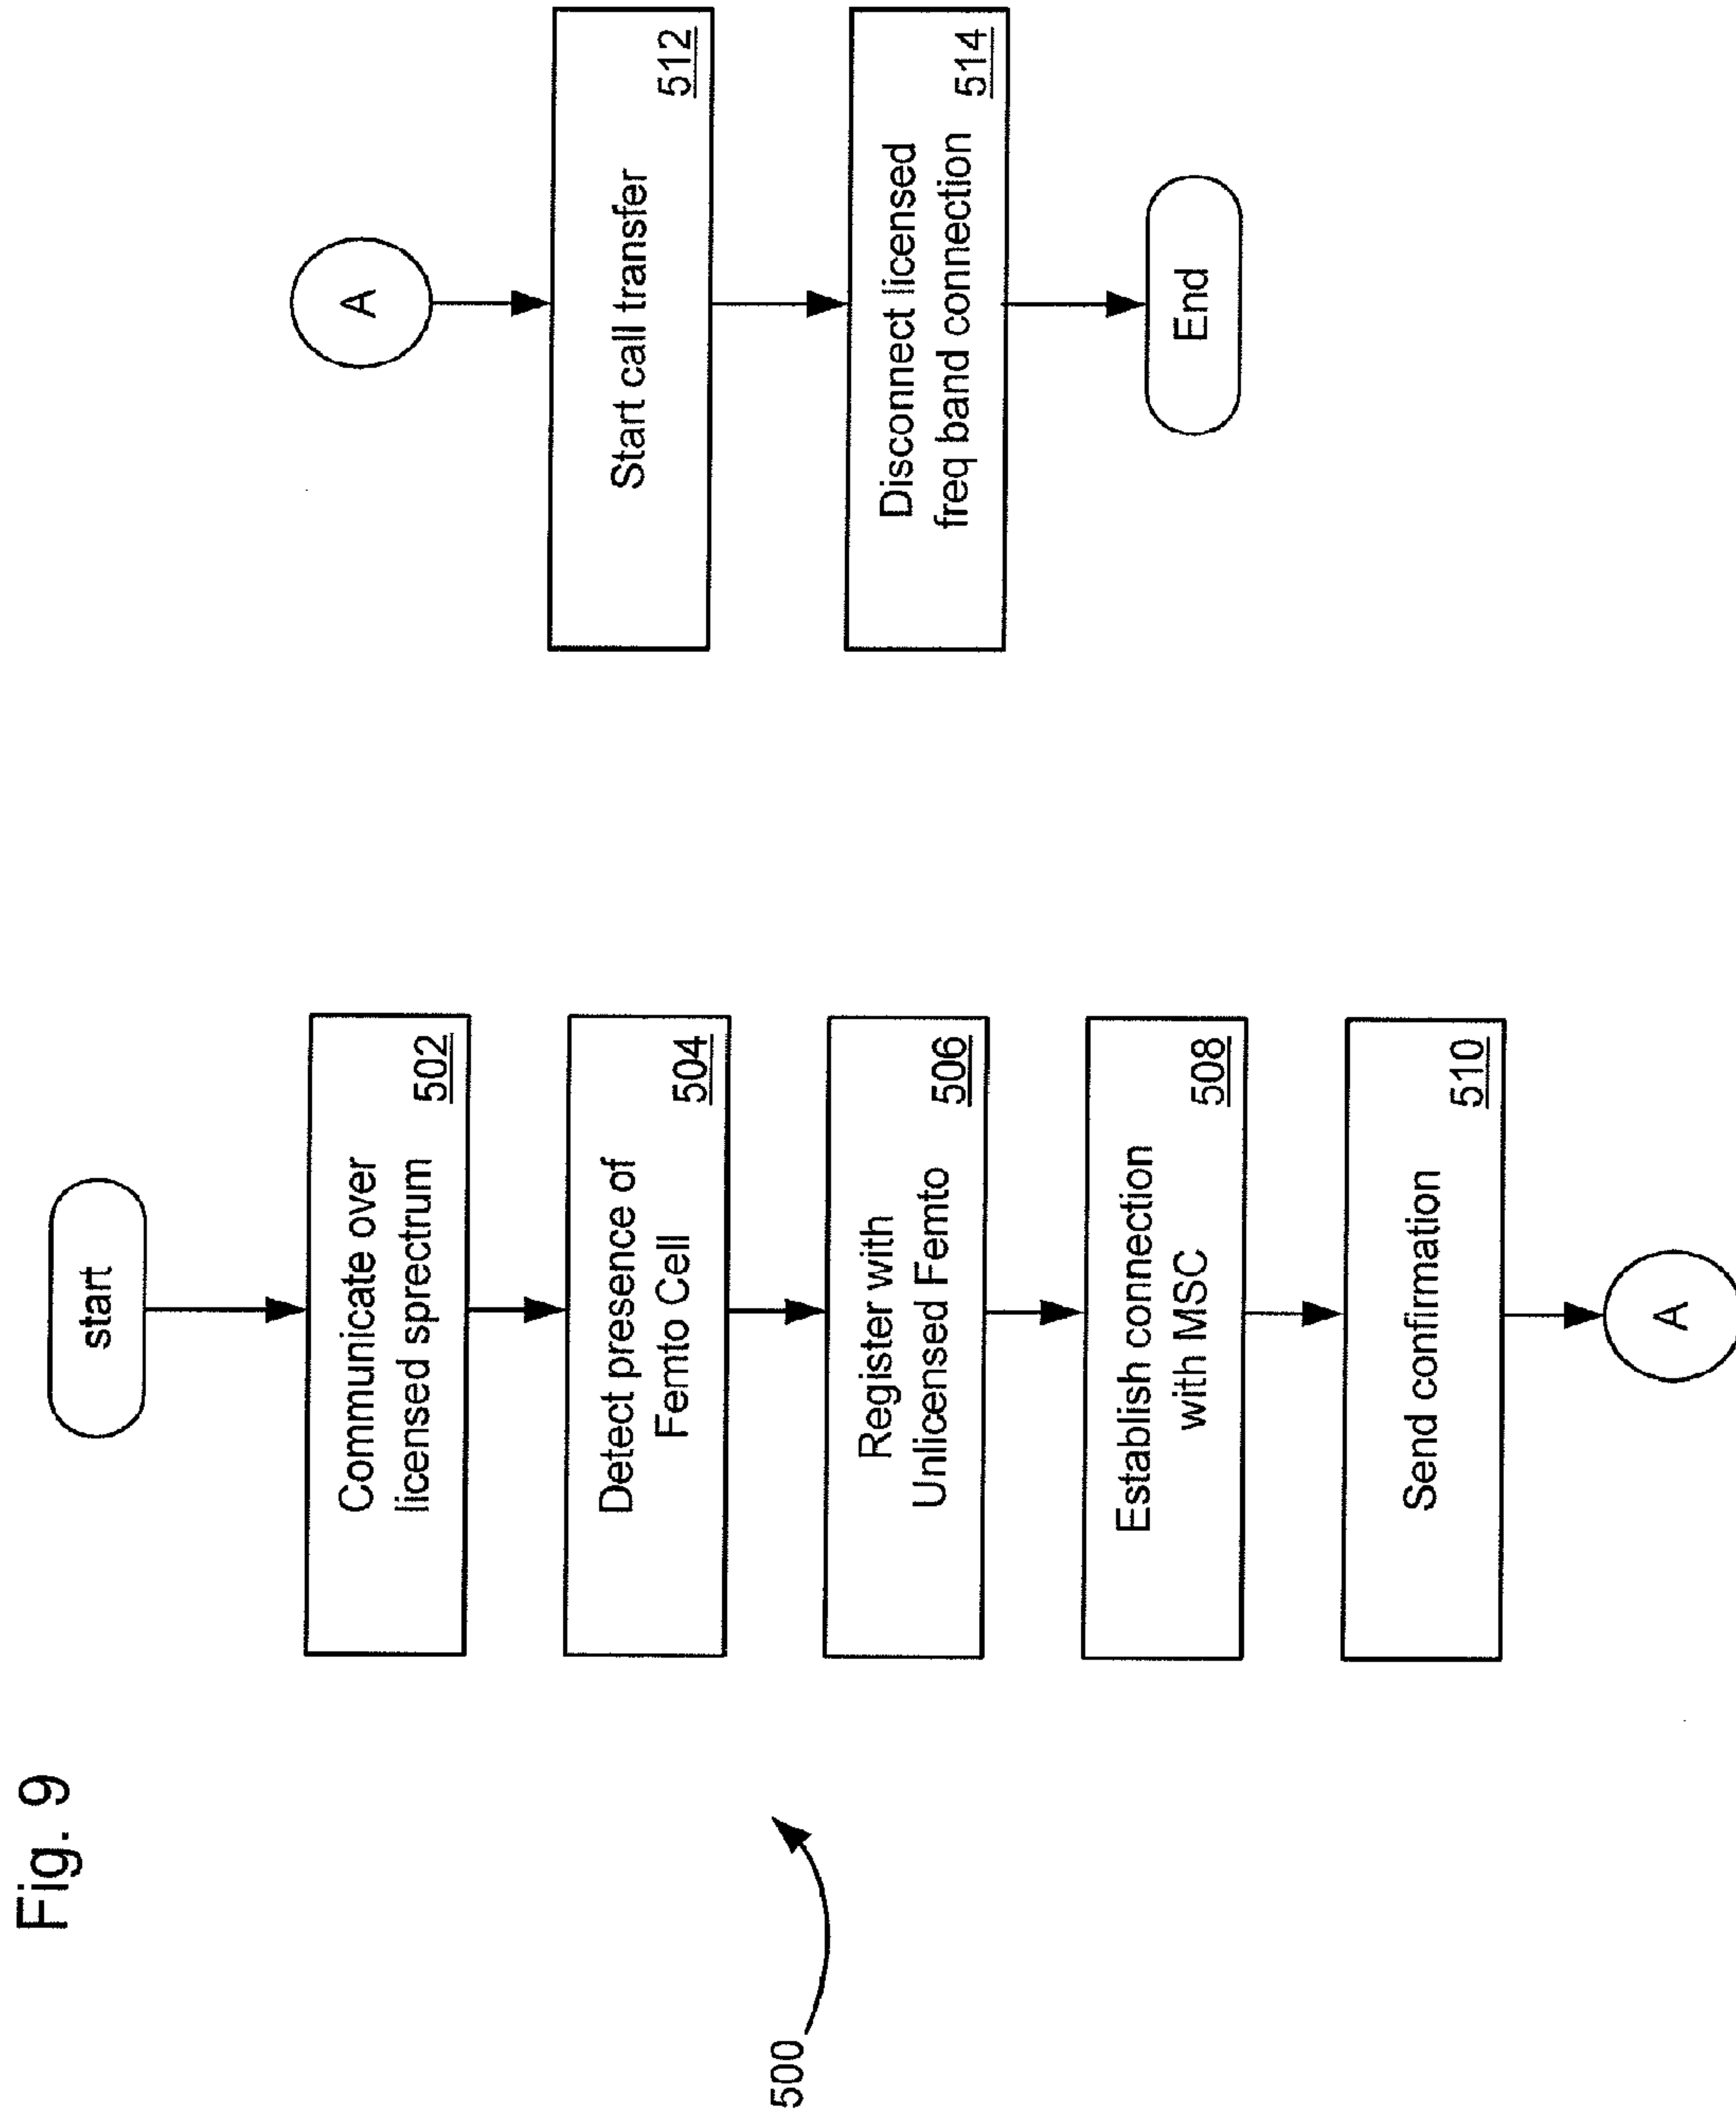 Fig. 9
500
start
Communicate over
licensed sprectrum
502
Detect presence of
Femto Cell
504
Register with
Unlicensed Femto
506
Establish connection
with MSC
508
Send confirmation
510
A
A
Start call transfer
512
Disconnect licensed
freq band connection
514
End